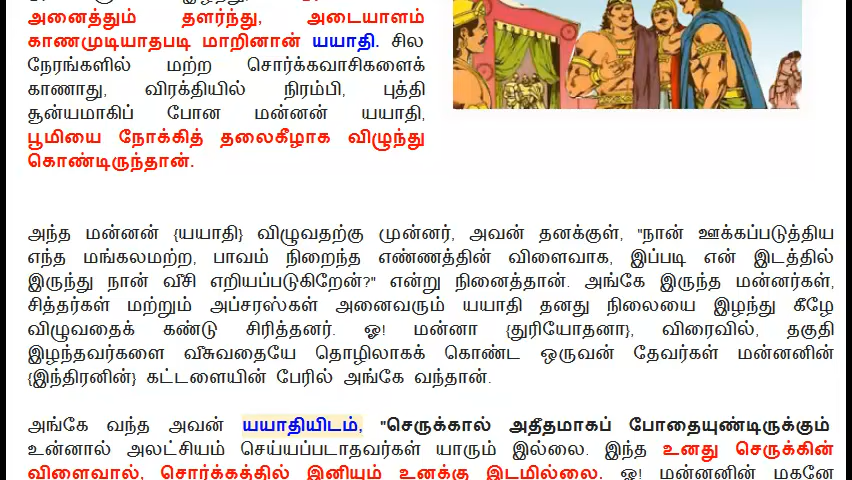 அனைத்தும் தளர்ந்து, அடையாளம்
காணமுடியாதபடி மாறினான் யயாதி. சில
நேரங்களில் மற்ற சொர்க்கவாசிகளைக்
காணாது, விரக்தியில் நிரம்பி, புத்தி
சூன்யமாகிப் போன மன்னன் யயாதி,
பூமியை நோக்கித் தலைகீழாக விழுந்து
கொண்டிருந்தான்.
அந்த மன்னன் {யயாதி} விழுவதற்கு முன்னர், அவன் தனக்குள், "நான் ஊக்கப்படுத்திய
எந்த மங்கலமற்ற, பாவம் நிறைந்த எண்ணத்தின் விளைவாக, இப்படி என் இடத்தில்
இருந்து நான் வீசி எறியப்படுகிறேன்?" என்று நினைத்தான். அங்கே இருந்த மன்னர்கள்,
சித்தர்கள் மற்றும் அப்சரஸ்கள் அனைவரும் யயாதி தனது நிலையை இழந்து கீழே
விழுவதைக் கண்டு சிரித்தனர். ஓ! மன்னா {துரியோதனா}, விரைவில், தகுதி
இழந்தவர்களை வீசுவதையே தொழிலாகக் கொண்ட ஒருவன் தேவர்கள் மன்னனின்
{இந்திரனின்} கட்டளையின் பேரில் அங்கே வந்தான்.
அங்கே வந்த அவன் யயாதியிடம், "செருக்கால் அதீதமாகப் போதையுண்டிருக்கும்
உன்னால் அலட்சியம் செய்யப்படாதவர்கள் யாரும் இல்லை. இந்த உனது செருக்கின்
விளைவால், சொர்க்கத்தில் இனியும் உனக்கு இடமில்லை. ஓ! மன்னனின் மகனே